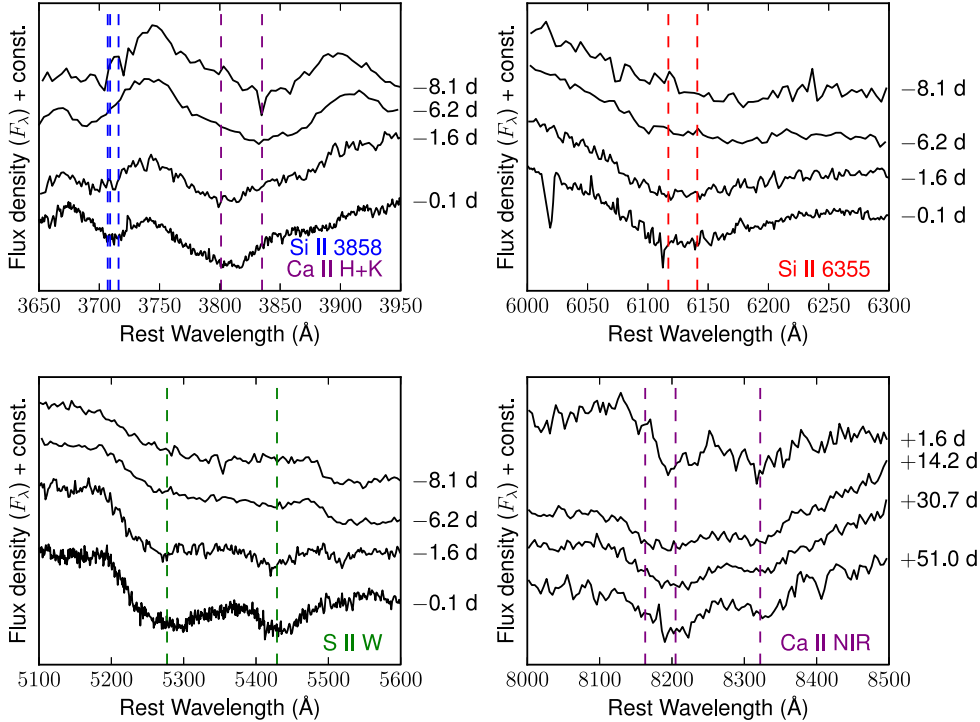 Flux density (Fλ) + const.
−8.1 d
−6.2 d
−1.6 d
−0.1 d
Si II 3858
Ca II H+K
3650 3700 3750 3800 3850 3900 3950
Rest Wavelength (Å)
Flux density (Fλ) + const.
−8.1 d
−6.2 d
−1.6 d
−0.1 d
Si II 6355
6000 6050 6100 6150 6200 6250 6300
Rest Wavelength (Å)
Flux density (Fλ) + const.
−8.1 d
−6.2 d
−1.6 d
−0.1 d
S II W
5100 5200 5300 5400 5500 5600
Rest Wavelength (Å)
Flux density (Fλ) + const.
+1.6 d
+14.2 d
+30.7 d
+51.0 d
Ca II NIR
8000 8100 8200 8300 8400 8500
Rest Wavelength (Å)